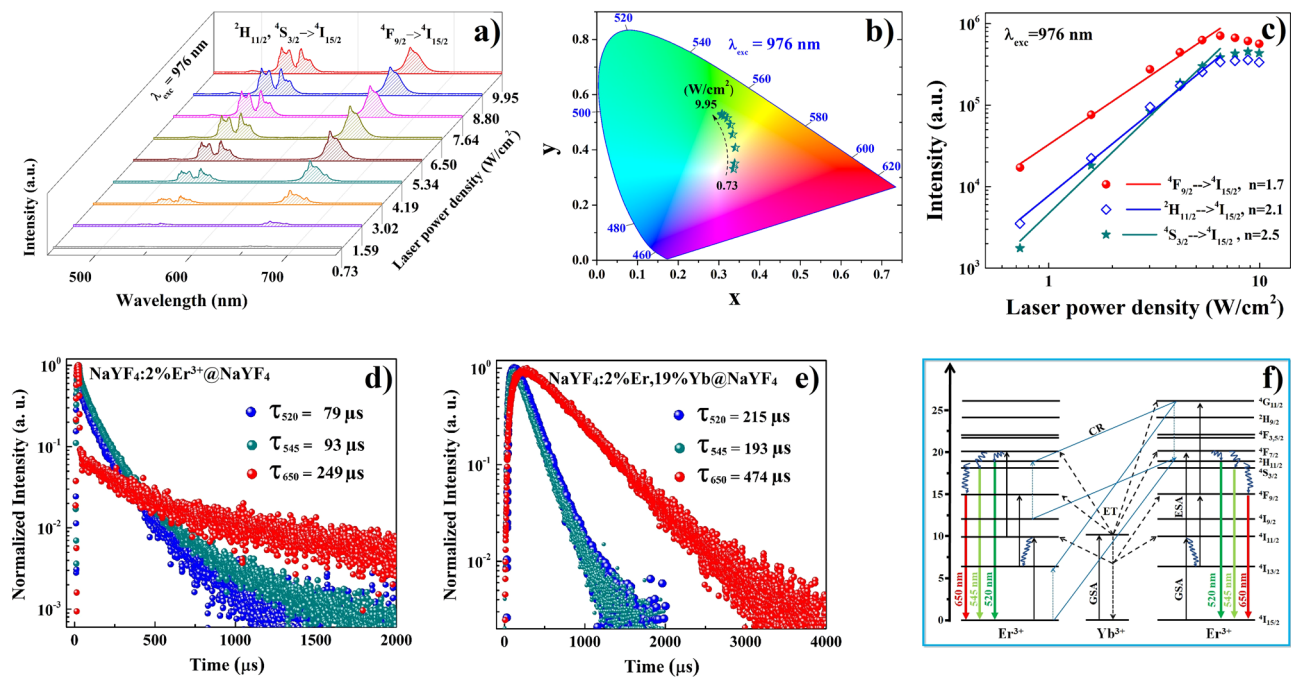 a)
²H₁₁/₂, ⁴S₃/₂–>⁴I₁₅/₂
⁴F₉/₂–>⁴I₁₅/₂
λexc = 976 nm
Intensity (a.u.)
500 600 700
Wavelength (nm)
0.73
1.59
3.02
4.19
5.34
6.50
7.64
8.80
9.95
Laser power density (W/cm²)
b)
λexc = 976 nm
520
540
560
580
600
620
500
480
460
(W/cm²)
9.95
0.73
0.8
0.6
0.4
0.2
0.0
y
0.0 0.1 0.2 0.3 0.4 0.5 0.6 0.7
x
c)
λexc=976 nm
10⁶
10⁵
10⁴
10³
Intensity (a.u.)
⁴F₉/₂-->⁴I₁₅/₂, n=1.7
²H₁₁/₂-->⁴I₁₅/₂, n=2.1
⁴S₃/₂-->⁴I₁₅/₂ , n=2.5
1 10
Laser power density (W/cm²)
d)
NaYF₄:2%Er³⁺@NaYF₄
τ₅₂₀ = 79 μs
τ₅₄₅ = 93 μs
τ₆₅₀ = 249 μs
10⁰
10⁻¹
10⁻²
10⁻³
Normalized Intensity (a. u.)
0 500 1000 1500 2000
Time (μs)
e)
NaYF₄:2%Er,19%Yb@NaYF₄
τ₅₂₀ = 215 μs
τ₅₄₅ = 193 μs
τ₆₅₀ = 474 μs
10⁰
10⁻¹
10⁻²
Normalized Intensity (a. u.)
0 1000 2000 3000 4000
Time (μs)
f)
25
20
15
10
5
0
⁴G₁₁/₂
²H₉/₂
⁴F₃,₅/₂
⁴F₇/₂
²H₁₁/₂
⁴S₃/₂
⁴F₉/₂
⁴I₉/₂
⁴I₁₁/₂
⁴I₁₃/₂
⁴I₁₅/₂
CR
ET
ESA
GSA
GSA
650 nm
545 nm
520 nm
520 nm
545 nm
650 nm
Er³⁺ Yb³⁺ Er³⁺